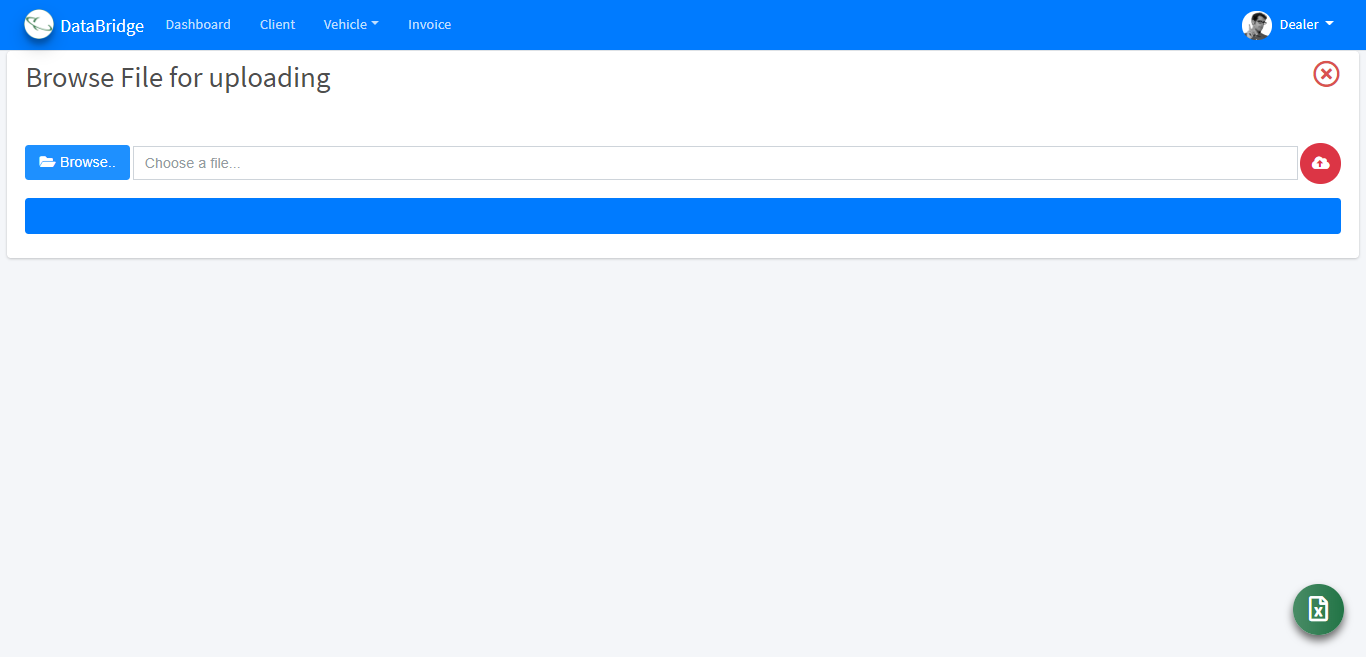 DataBridge Dashboard Client Vehicle Invoice Dealer
Browse File for uploading
Browse.. Choose a file...